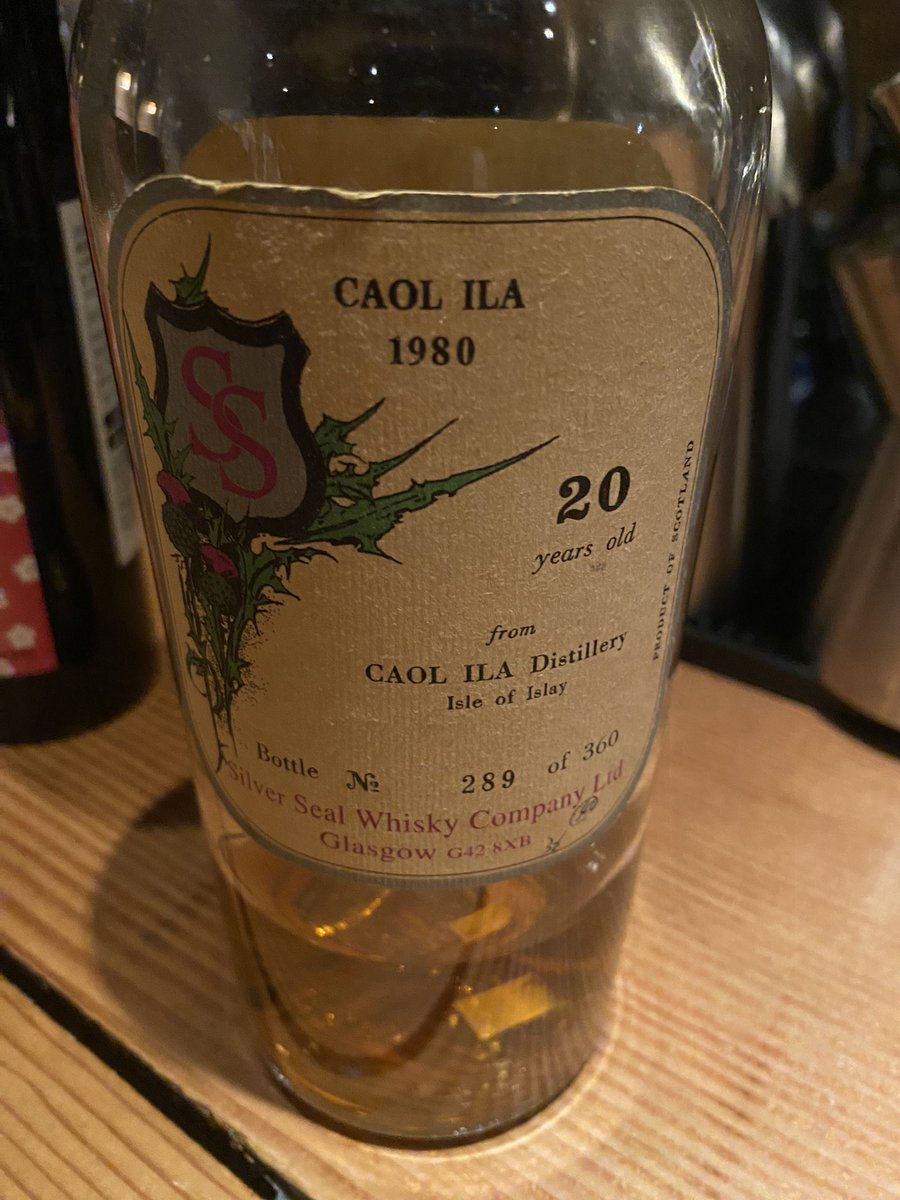 SS
CAOL ILA
1980
20
years old
from
CAOL ILA Distillery
Isle of Islay
PRODUCT OF SCOTLAND
Bottle № 289 of 360
Silver Seal Whisky Company Ltd
Glasgow G42 8XB